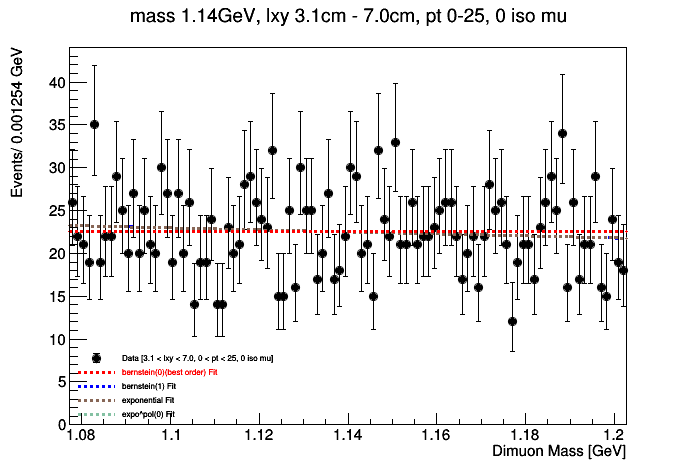 mass 1.14GeV, lxy 3.1cm - 7.0cm, pt 0-25, 0 iso mu
Events/ 0.001254 GeV
40
35
30
25
20
15
10
5
0
Data [3.1 < lxy < 7.0, 0 < pt < 25, 0 iso mu]
bernstein(0)(best order) Fit
bernstein(1) Fit
exponential Fit
expo*pol(0) Fit
1.08 1.1 1.12 1.14 1.16 1.18 1.2
Dimuon Mass [GeV]